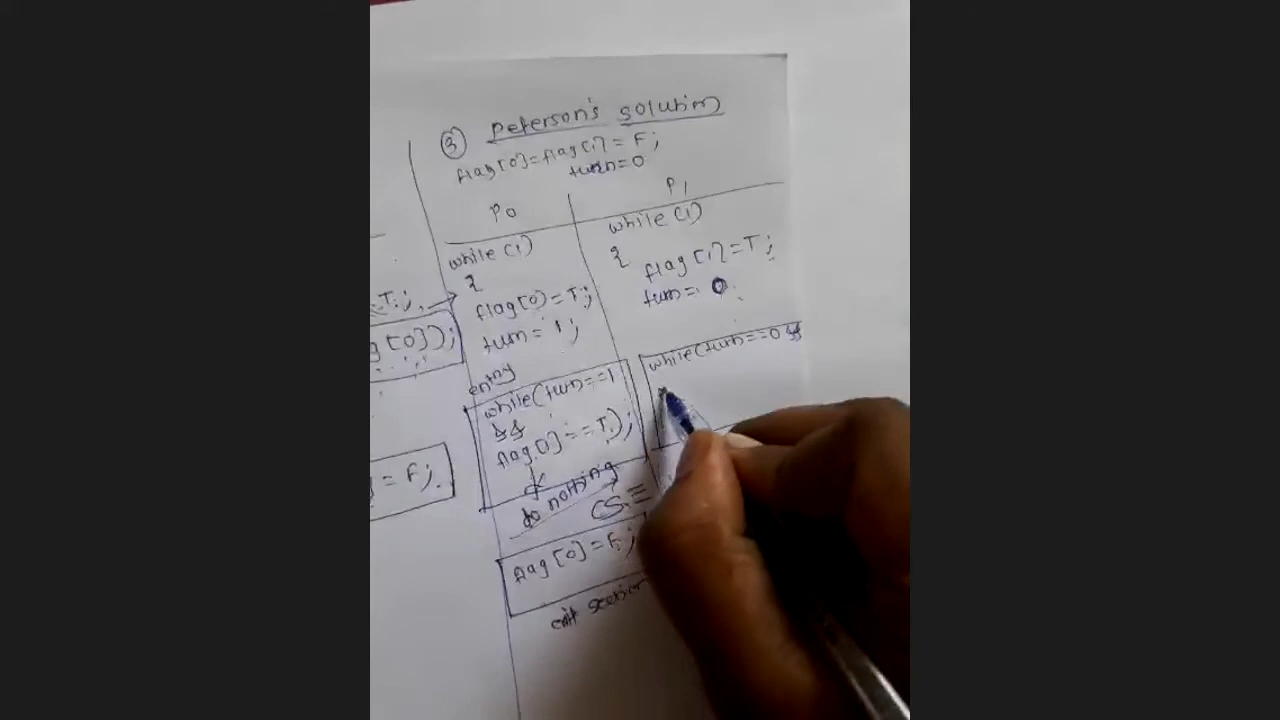 ③ Peterson's solution
flag[0]=flag[1]=F;
turn=0
P0
while(1)
{
flag[0]=T;
turn=1;
entry
while(turn==1
&&
flag[1]==T);
do nothing
CS
flag[0]=F;
exit section
P1
while(1)
{
flag[1]=T;
turn=0
while(turn==0 &&
T;
g[0]);
=F;